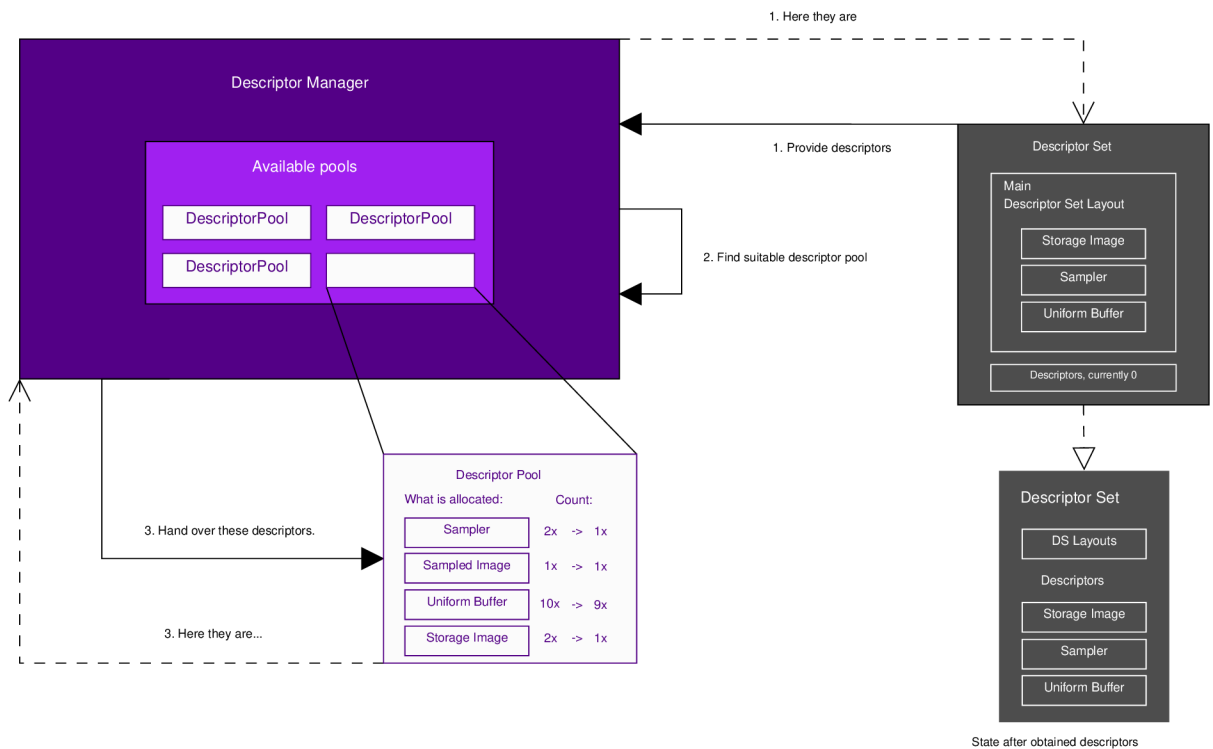 1. Here they are
Descriptor Manager
Available pools
DescriptorPool
DescriptorPool
DescriptorPool
1. Provide descriptors
2. Find suitable descriptor pool
Descriptor Set
Main
Descriptor Set Layout
Storage Image
Sampler
Uniform Buffer
Descriptors, currently 0
3. Hand over these descriptors.
3. Here they are...
Descriptor Pool
What is allocated: Count:
Sampler 2x -> 1x
Sampled Image 1x -> 1x
Uniform Buffer 10x -> 9x
Storage Image 2x -> 1x
Descriptor Set
DS Layouts
Descriptors
Storage Image
Sampler
Uniform Buffer
State after obtained descriptors